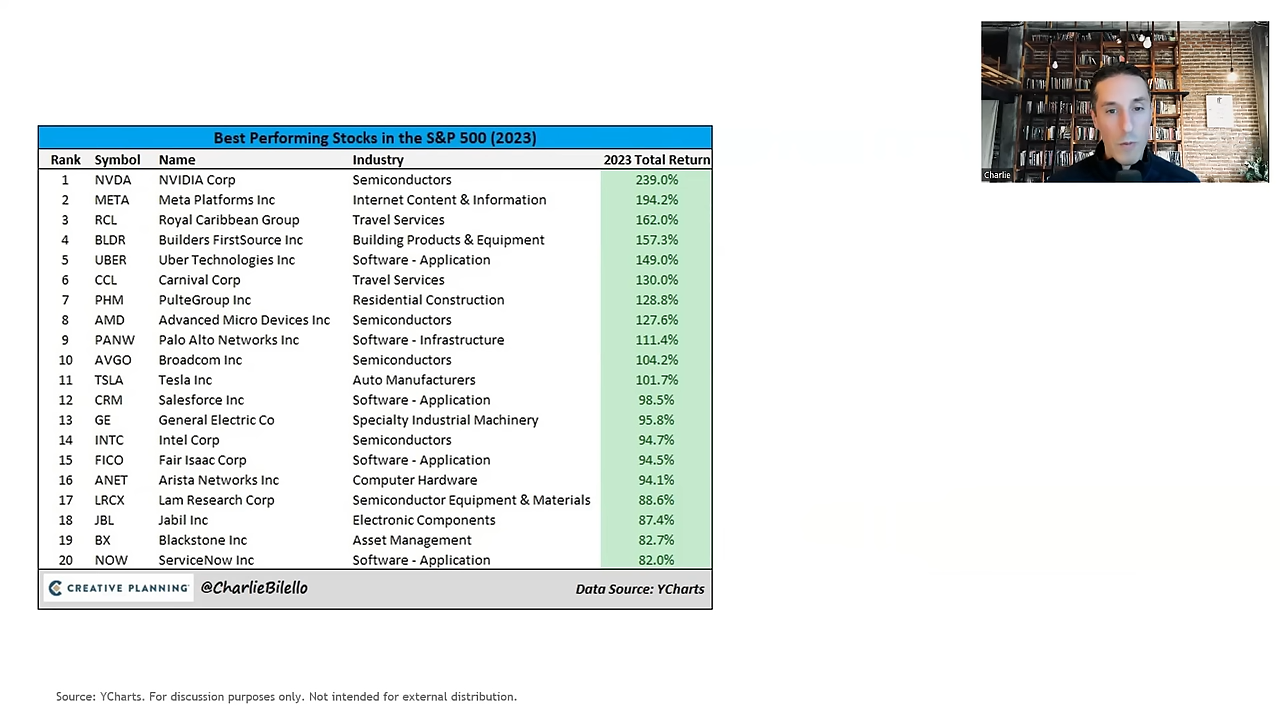 Best Performing Stocks in the S&P 500 (2023)
Rank Symbol Name Industry 2023 Total Return
1 NVDA NVIDIA Corp Semiconductors 239.0%
2 META Meta Platforms Inc Internet Content & Information 194.2%
3 RCL Royal Caribbean Group Travel Services 162.0%
4 BLDR Builders FirstSource Inc Building Products & Equipment 157.3%
5 UBER Uber Technologies Inc Software - Application 149.0%
6 CCL Carnival Corp Travel Services 130.0%
7 PHM PulteGroup Inc Residential Construction 128.8%
8 AMD Advanced Micro Devices Inc Semiconductors 127.6%
9 PANW Palo Alto Networks Inc Software - Infrastructure 111.4%
10 AVGO Broadcom Inc Semiconductors 104.2%
11 TSLA Tesla Inc Auto Manufacturers 101.7%
12 CRM Salesforce Inc Software - Application 98.5%
13 GE General Electric Co Specialty Industrial Machinery 95.8%
14 INTC Intel Corp Semiconductors 94.7%
15 FICO Fair Isaac Corp Software - Application 94.5%
16 ANET Arista Networks Inc Computer Hardware 94.1%
17 LRCX Lam Research Corp Semiconductor Equipment & Materials 88.6%
18 JBL Jabil Inc Electronic Components 87.4%
19 BX Blackstone Inc Asset Management 82.7%
20 NOW ServiceNow Inc Software - Application 82.0%
CREATIVE PLANNING @CharlieBilello Data Source: YCharts
Charlie
Source: YCharts. For discussion purposes only. Not intended for external distribution.